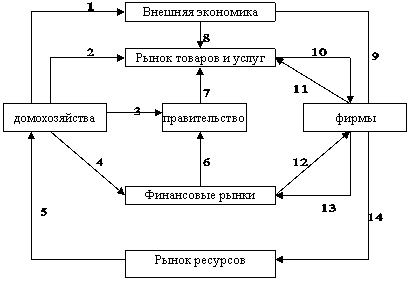 1
Внешняя экономика
2
8
9
Рынок товаров и услуг
10
7
11
домохозяйства
3
правительство
фирмы
4
6
12
5
Финансовые рынки
13
14
Рынок ресурсов